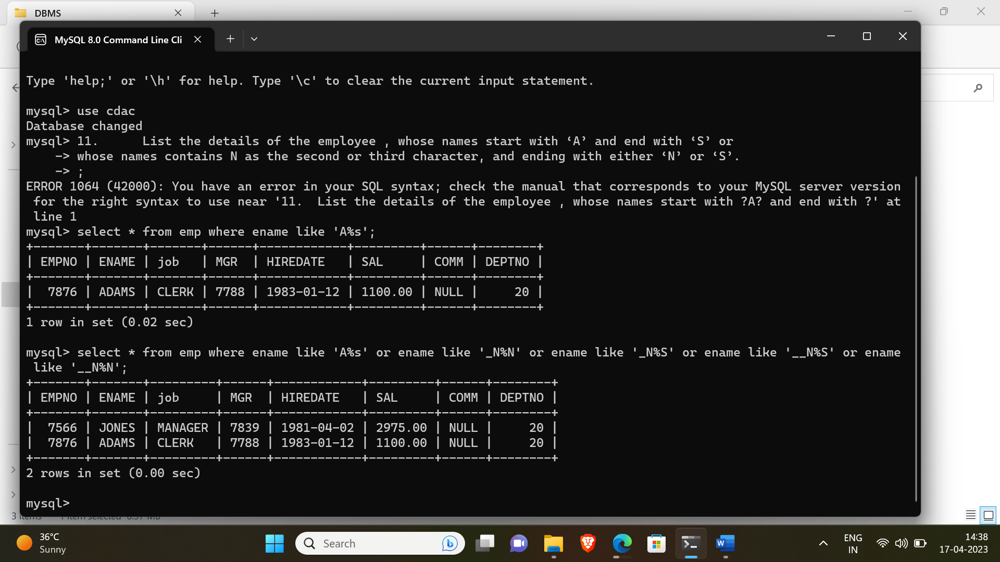 DBMS
MySQL 8.0 Command Line Cli
Type 'help;' or '\h' for help. Type '\c' to clear the current input statement.
mysql> use cdac
Database changed
mysql> 11.      List the details of the employee , whose names start with ‘A’ and end with ‘S’ or
    -> whose names contains N as the second or third character, and ending with either ‘N’ or ‘S’.
    -> ;
ERROR 1064 (42000): You have an error in your SQL syntax; check the manual that corresponds to your MySQL server version
 for the right syntax to use near '11.  List the details of the employee , whose names start with ?A? and end with ?' at
 line 1
mysql> select * from emp where ename like 'A%s';
+-------+-------+-------+------+------------+---------+------+--------+
| EMPNO | ENAME | job   | MGR  | HIREDATE   | SAL     | COMM | DEPTNO |
+-------+-------+-------+------+------------+---------+------+--------+
|  7876 | ADAMS | CLERK | 7788 | 1983-01-12 | 1100.00 | NULL |     20 |
+-------+-------+-------+------+------------+---------+------+--------+
1 row in set (0.02 sec)
mysql> select * from emp where ename like 'A%s' or ename like '_N%N' or ename like '_N%S' or ename like '__N%S' or ename
 like '__N%N';
+-------+-------+---------+------+------------+---------+------+--------+
| EMPNO | ENAME | job     | MGR  | HIREDATE   | SAL     | COMM | DEPTNO |
+-------+-------+---------+------+------------+---------+------+--------+
|  7566 | JONES | MANAGER | 7839 | 1981-04-02 | 2975.00 | NULL |     20 |
|  7876 | ADAMS | CLERK   | 7788 | 1983-01-12 | 1100.00 | NULL |     20 |
+-------+-------+---------+------+------------+---------+------+--------+
2 rows in set (0.00 sec)
mysql>
3 items 1 item selected 6.97 MB
36°C
Sunny
Search
ENG
IN
14:38
17-04-2023